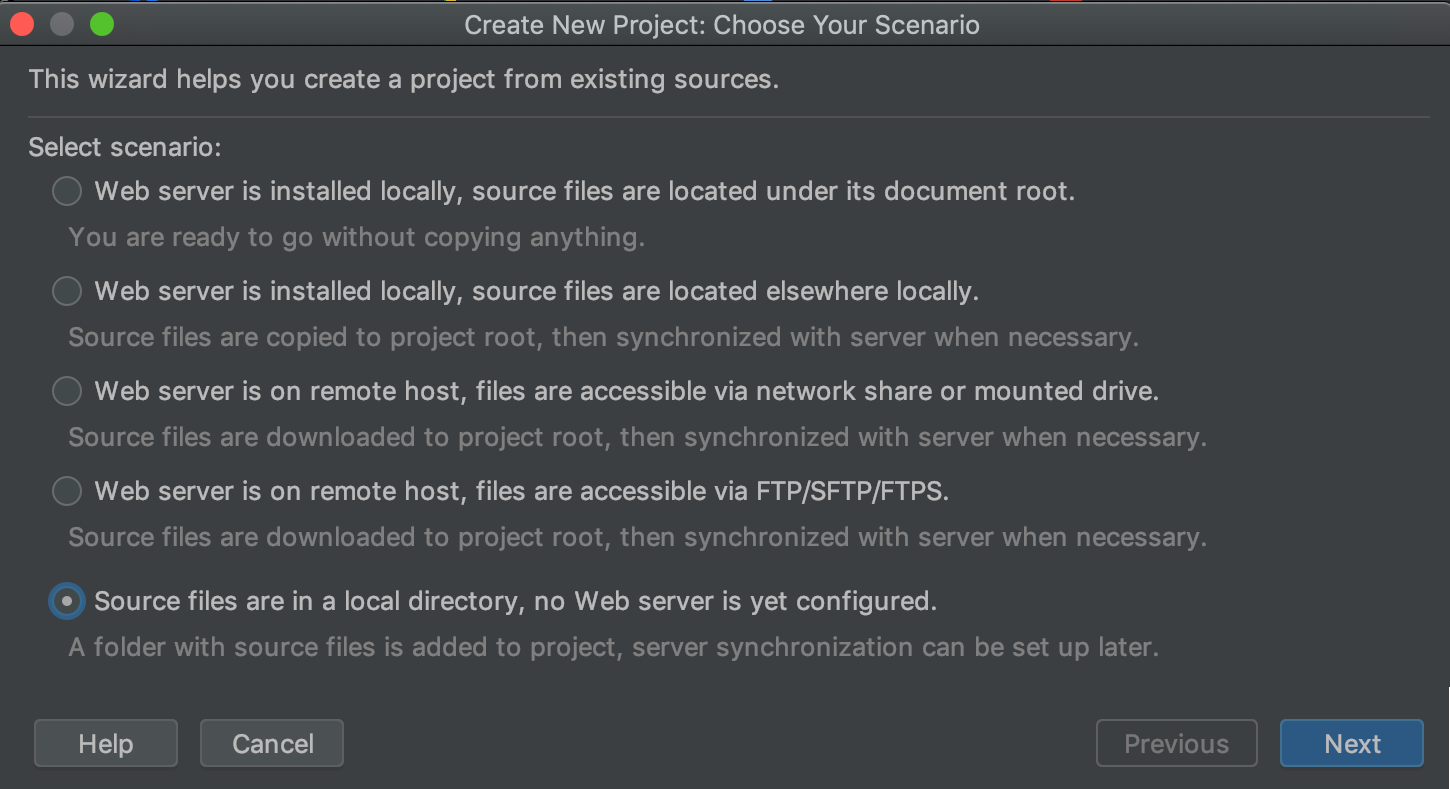 Create New Project: Choose Your Scenario
This wizard helps you create a project from existing sources.
Select scenario:
Web server is installed locally, source files are located under its document root.
You are ready to go without copying anything.
Web server is installed locally, source files are located elsewhere locally.
Source files are copied to project root, then synchronized with server when necessary.
Web server is on remote host, files are accessible via network share or mounted drive.
Source files are downloaded to project root, then synchronized with server when necessary.
Web server is on remote host, files are accessible via FTP/SFTP/FTPS.
Source files are downloaded to project root, then synchronized with server when necessary.
Source files are in a local directory, no Web server is yet configured.
A folder with source files is added to project, server synchronization can be set up later.
Help Cancel Previous Next